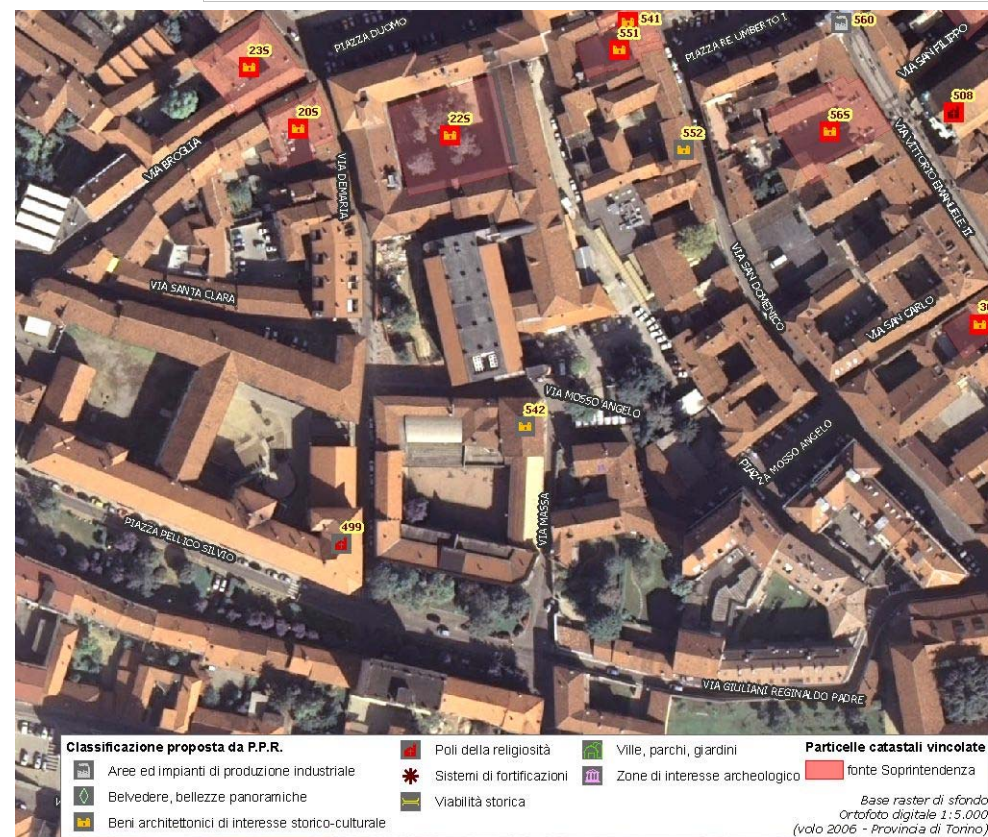 PIAZZA DUOMO
541
551
PIAZZA RE UMBERTO I
560
VIA SAN FILIPPO
23S
20S
22S
552
56S
508
VIA BROGLIA
VIA DEMARIA
VIA VITTORIO EMANUELE II
VIA SANTA CLARA
VIA SAN DOMENICO
VIA SAN CARLO
VIA MOSSO ANGELO
542
PIAZZA MOSSO ANGELO
VIA MASSA
499
PIAZZA PELLICO SILVIO
VIA GIULIANI REGINALDO PADRE
Classificazione proposta da P.P.R.
Aree ed impianti di produzione industriale
Belvedere, bellezze panoramiche
Beni architettonici di interesse storico-culturale
Poli della religiosità
Sistemi di fortificazioni
Viabilità storica
Ville, parchi, giardini
Zone di interesse archeologico
Particelle catastali vincolate
fonte Soprintendenza
Base raster di sfondo
Ortofoto digitale 1:5.000
(volo 2006 - Provincia di Torino)